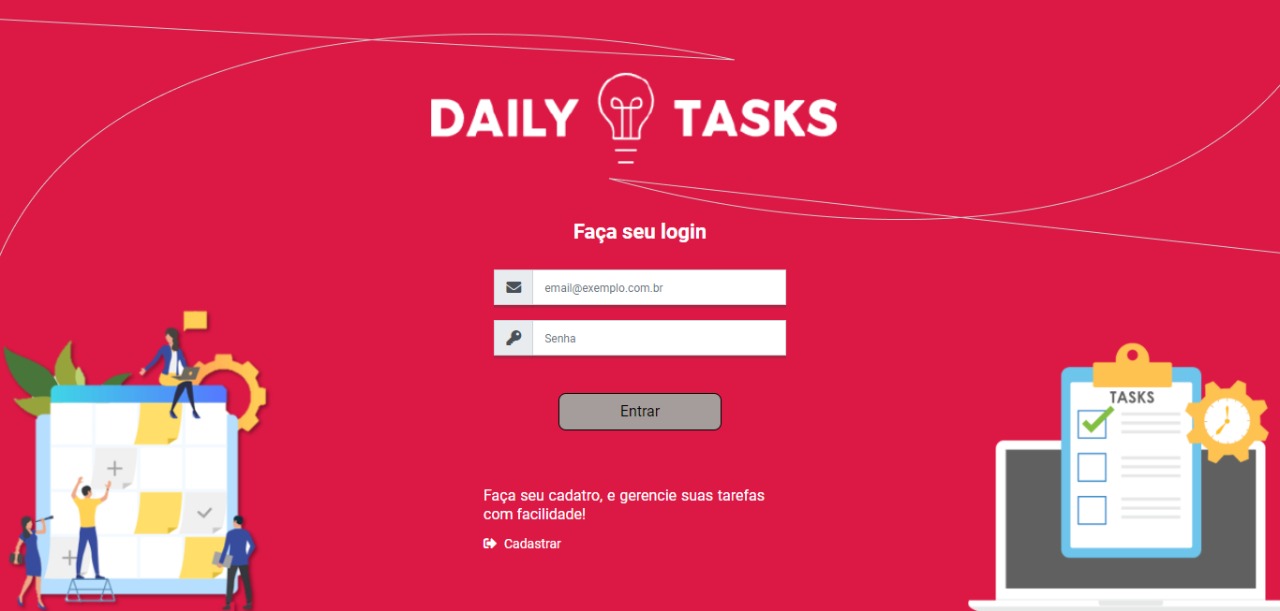 DAILY TASKS
Faça seu login
email@exemplo.com.br
Senha
Entrar
Faça seu cadatro, e gerencie suas tarefas
com facilidade!
Cadastrar
TASKS